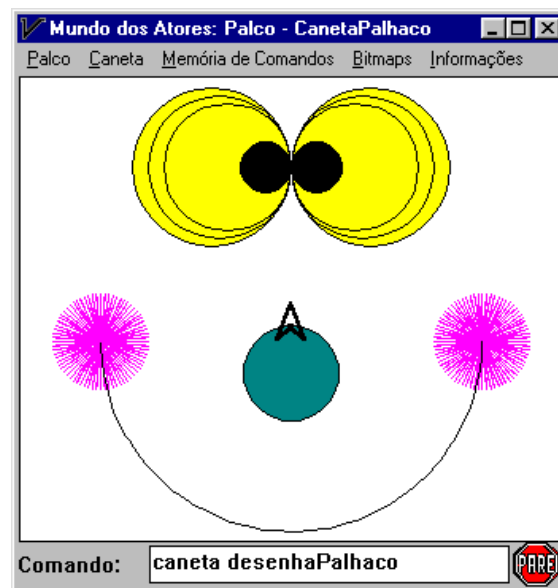 Mundo dos Atores: Palco - CanetaPalhaco
Palco Caneta Memória de Comandos Bitmaps Informações
Comando: caneta desenhaPalhaco PARE